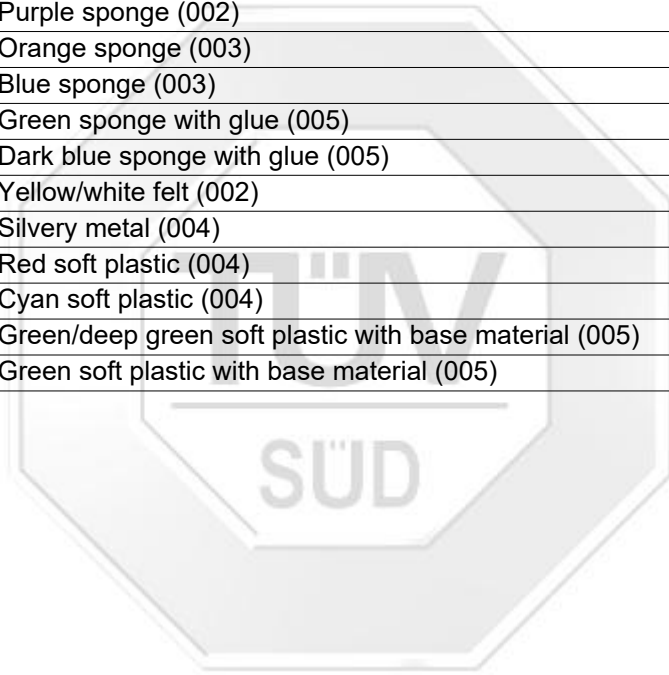 Purple sponge (002)
Orange sponge (003)
Blue sponge (003)
Green sponge with glue (005)
Dark blue sponge with glue (005)
Yellow/white felt (002)
Silvery metal (004)
Red soft plastic (004)
Cyan soft plastic (004)
Green/deep green soft plastic with base material (005)
Green soft plastic with base material (005)
TÜV
SÜD